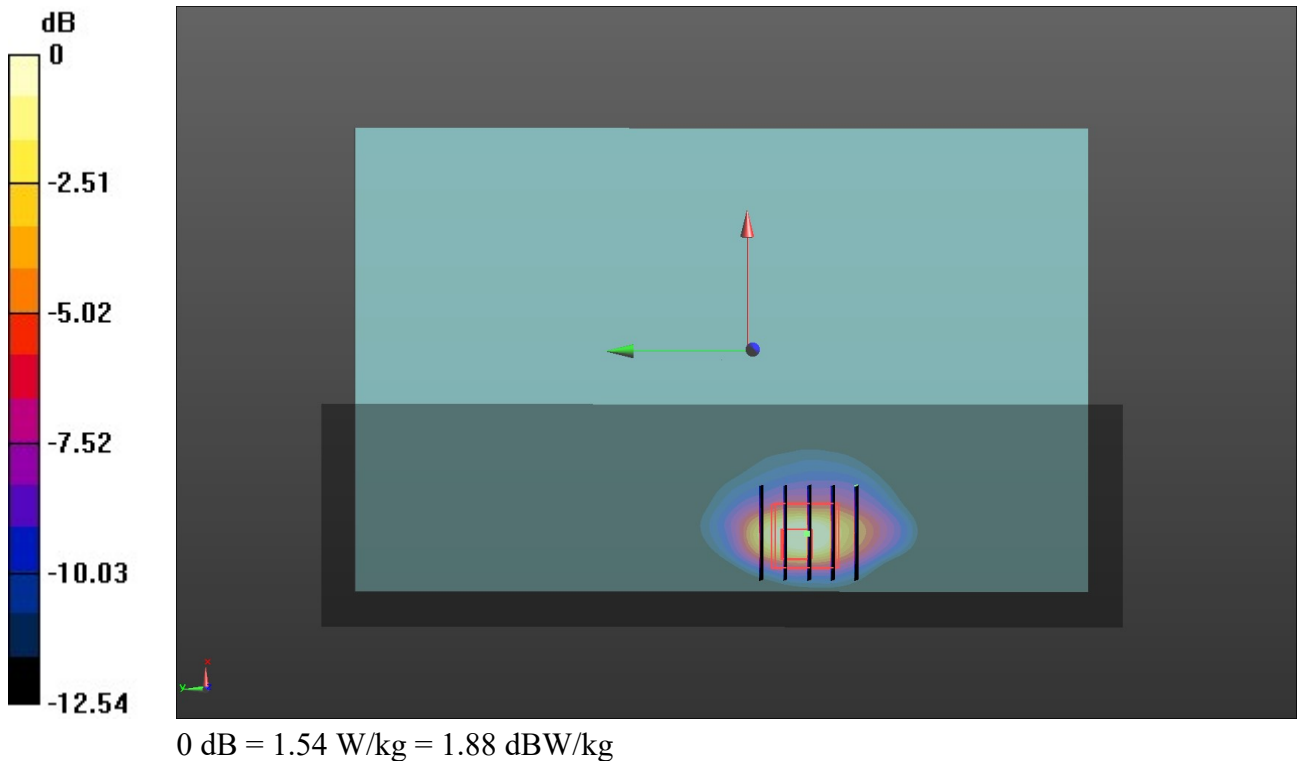 dB
0
-2.51
-5.02
-7.52
-10.03
-12.54
x
y
0 dB = 1.54 W/kg = 1.88 dBW/kg